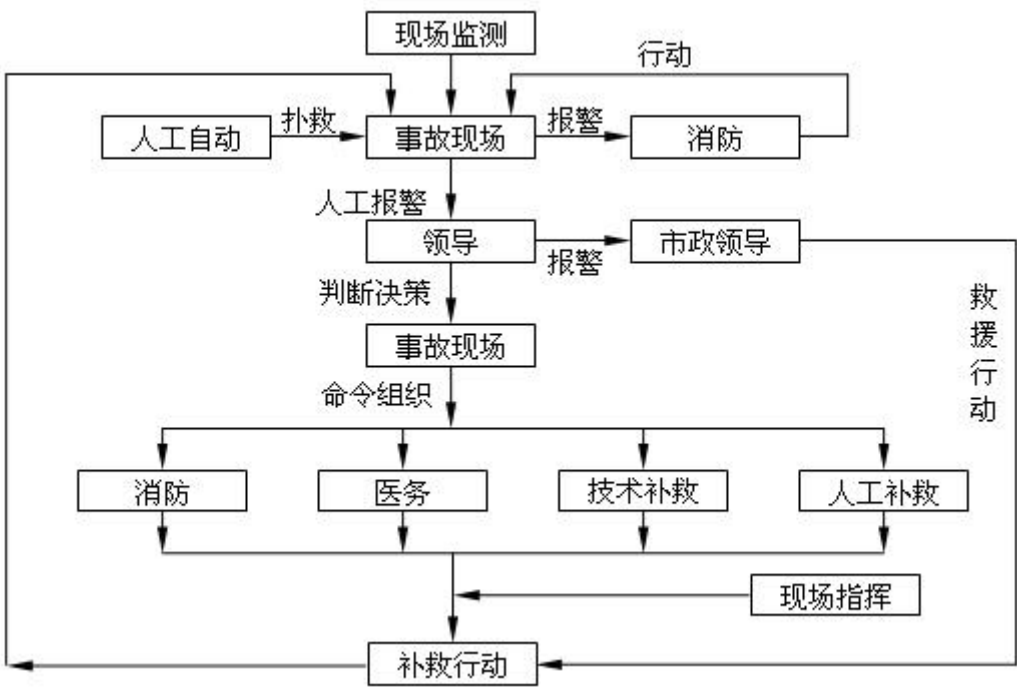 现场监测
行动
人工自动
扑救
事故现场
报警
消防
人工报警
领导
报警
市政领导
判断决策
救援行动
事故现场
命令组织
消防
医务
技术补救
人工补救
现场指挥
补救行动